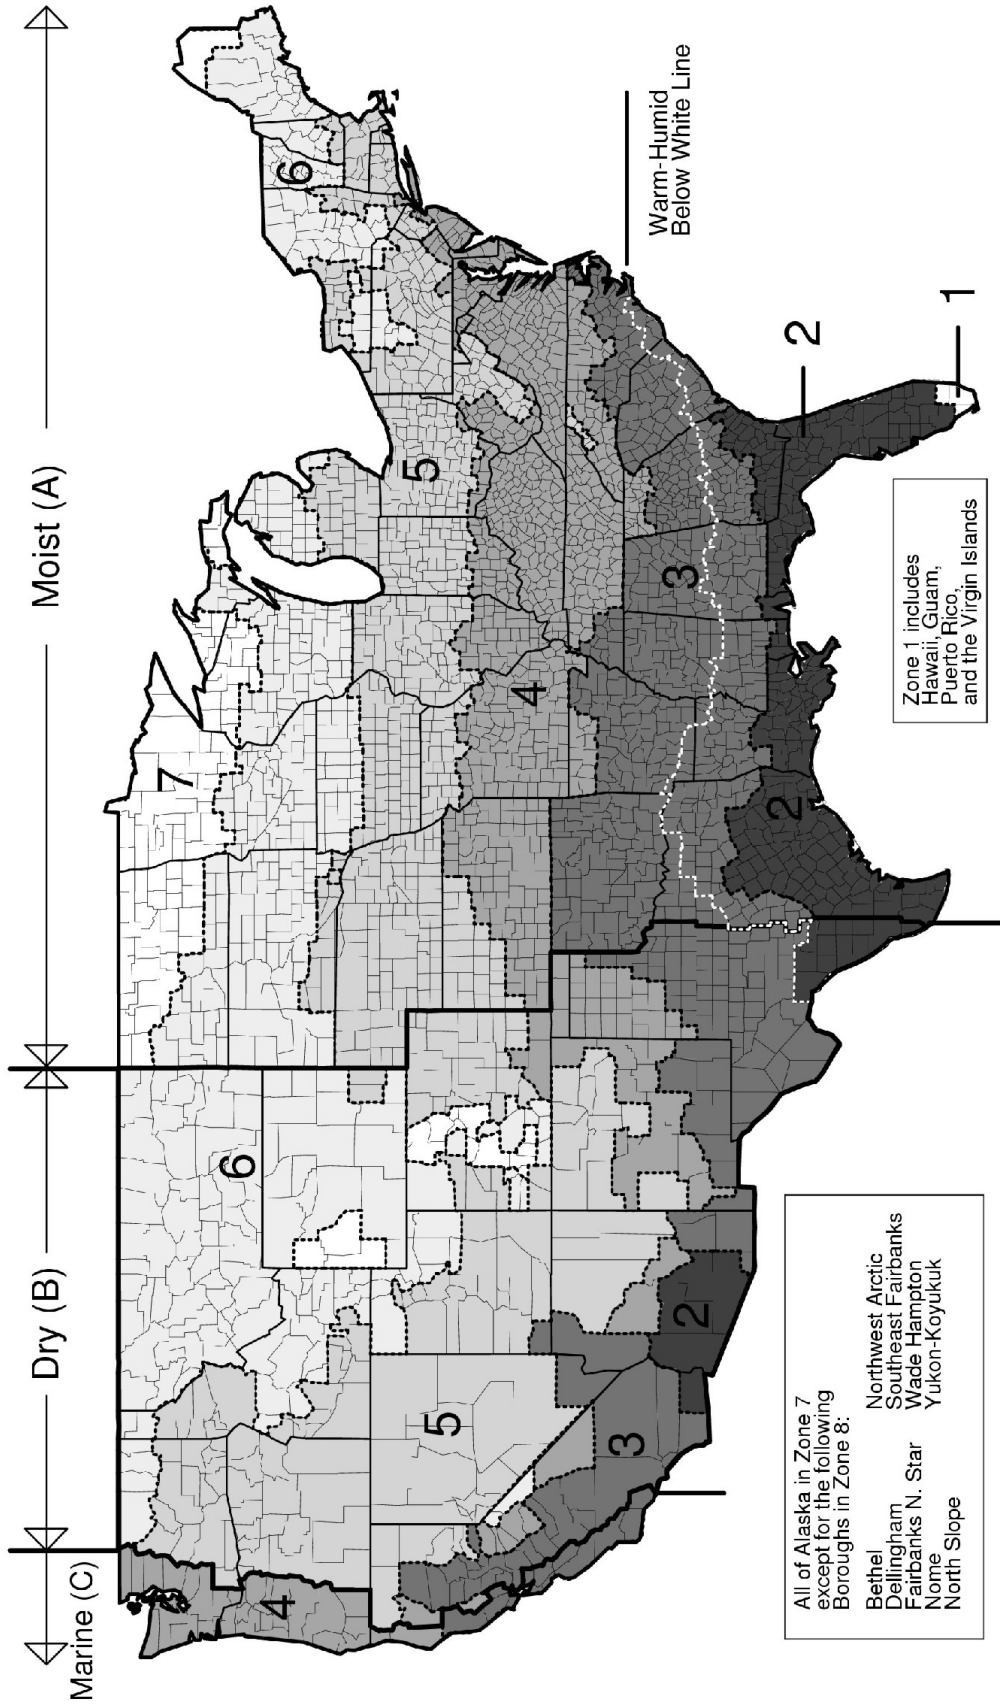 Marine (C)
Dry (B)
Moist (A)
7
6
6
5
5
4
4
3
3
2
2
2
1
Warm-Humid
Below White Line
All of Alaska in Zone 7
except for the following
Boroughs in Zone 8:
Bethel
Dellingham
Fairbanks N. Star
Nome
North Slope
Northwest Arctic
Southeast Fairbanks
Wade Hampton
Yukon-Koyukuk
Zone 1 includes
Hawaii, Guam,
Puerto Rico,
and the Virgin Islands